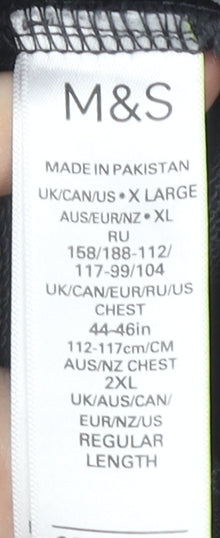 M&S
MADE IN PAKISTAN
UK/CAN/US • X LARGE
AUS/EUR/NZ • XL
RU
158/188-112/
117-99/104
UK/CAN/EUR/RU/US
CHEST
44-46in
112-117cm/CM
AUS/NZ CHEST
2XL
UK/AUS/CAN/
EUR/NZ/US
REGULAR
LENGTH